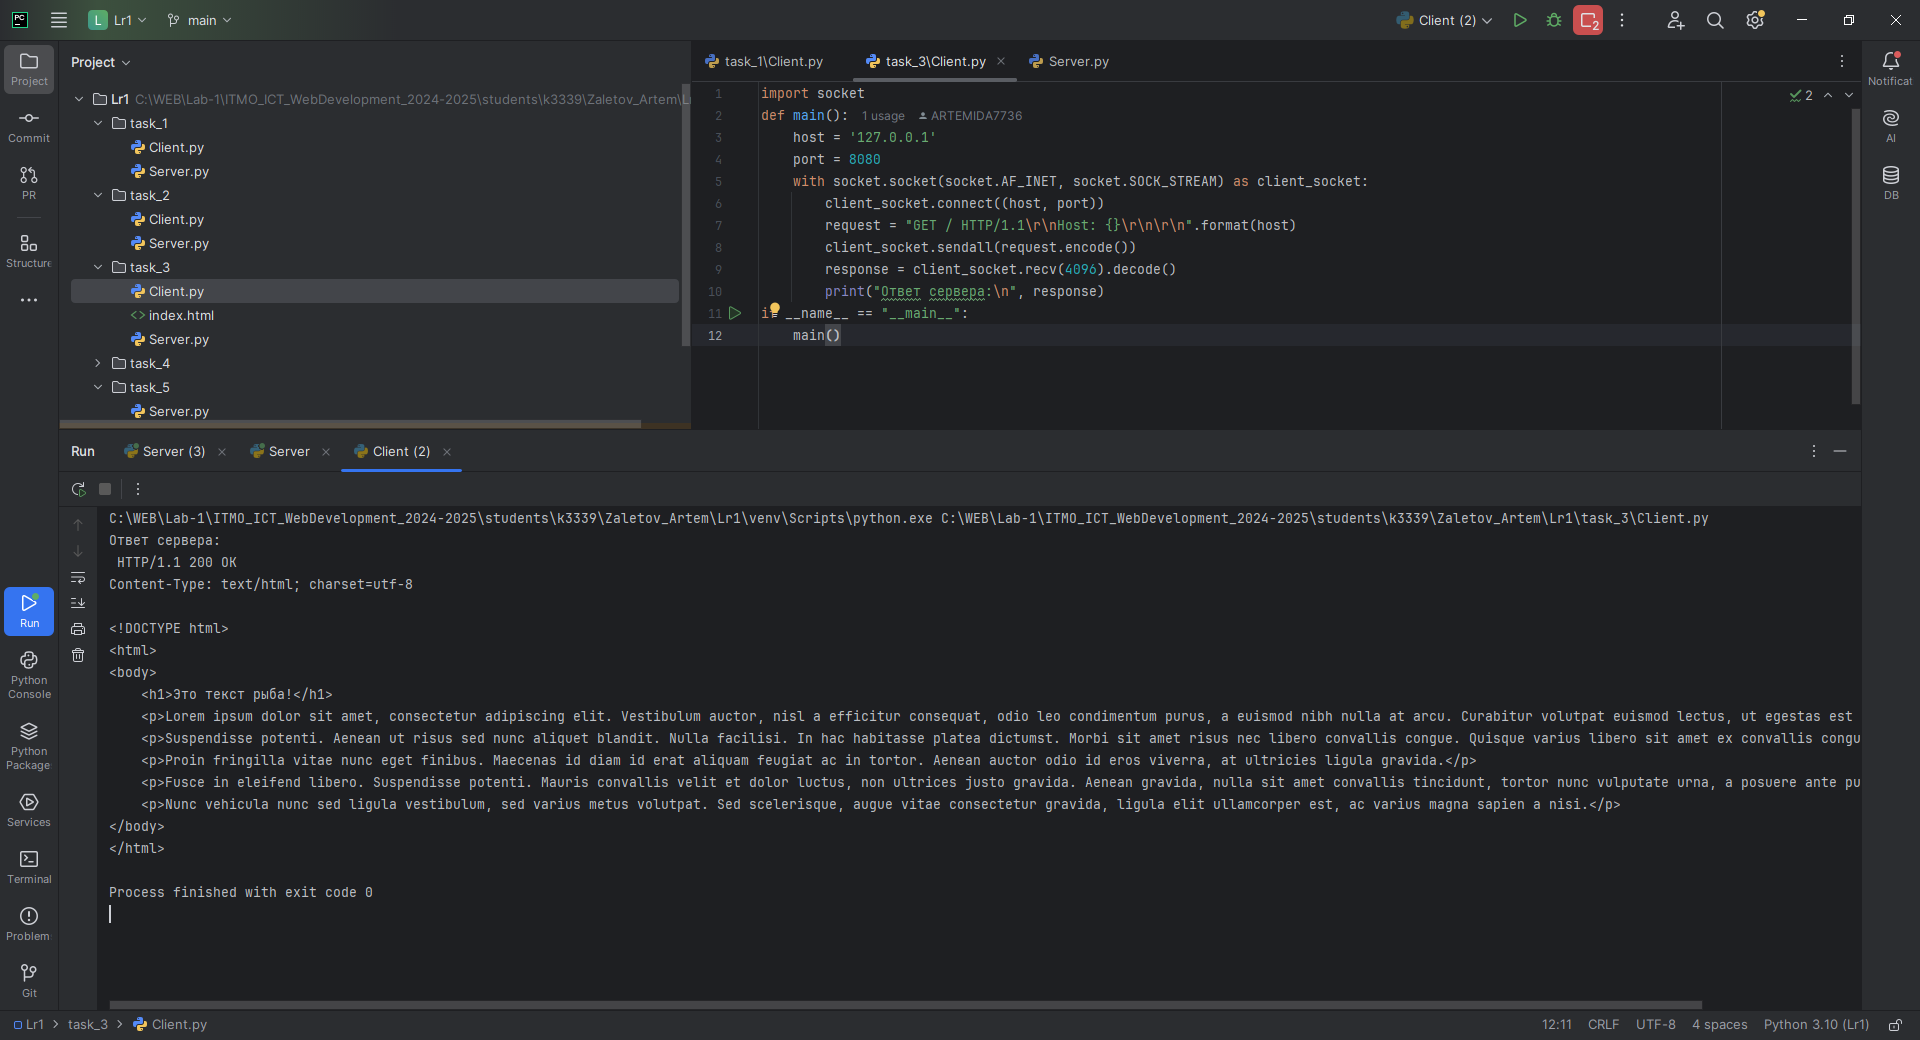 PC
L Lr1
main
Client (2)
2
Project
Project
Lr1 C:\WEB\Lab-1\ITMO_ICT_WebDevelopment_2024-2025\students\k3339\Zaletov_Artem\L
task_1
Client.py
Server.py
task_2
Client.py
Server.py
task_3
Client.py
index.html
Server.py
task_4
task_5
Server.py
Commit
PR
Structure
task_1\Client.py
task_3\Client.py
Server.py
1 import socket
2 def main(): 1 usage ARTEMIDA7736
3 host = '127.0.0.1'
4 port = 8080
5 with socket.socket(socket.AF_INET, socket.SOCK_STREAM) as client_socket:
6 client_socket.connect((host, port))
7 request = "GET / HTTP/1.1\r\nHost: {}\r\n\r\n".format(host)
8 client_socket.sendall(request.encode())
9 response = client_socket.recv(4096).decode()
10 print("Ответ сервера:\n", response)
11 i __name__ == "__main__":
12 main()
2
Notificat
AI
DB
Run
Server (3)
Server
Client (2)
C:\WEB\Lab-1\ITMO_ICT_WebDevelopment_2024-2025\students\k3339\Zaletov_Artem\Lr1\venv\Scripts\python.exe C:\WEB\Lab-1\ITMO_ICT_WebDevelopment_2024-2025\students\k3339\Zaletov_Artem\Lr1\task_3\Client.py
Ответ сервера:
HTTP/1.1 200 OK
Content-Type: text/html; charset=utf-8
<!DOCTYPE html>
<html>
<body>
<h1>Это текст рыба!</h1>
<p>Lorem ipsum dolor sit amet, consectetur adipiscing elit. Vestibulum auctor, nisl a efficitur consequat, odio leo condimentum purus, a euismod nibh nulla at arcu. Curabitur volutpat euismod lectus, ut egestas est
<p>Suspendisse potenti. Aenean ut risus sed nunc aliquet blandit. Nulla facilisi. In hac habitasse platea dictumst. Morbi sit amet risus nec libero convallis congue. Quisque varius libero sit amet ex convallis congu
<p>Proin fringilla vitae nunc eget finibus. Maecenas id diam id erat aliquam feugiat ac in tortor. Aenean auctor odio id eros viverra, at ultricies ligula gravida.</p>
<p>Fusce in eleifend libero. Suspendisse potenti. Mauris convallis velit et dolor luctus, non ultrices justo gravida. Aenean gravida, nulla sit amet convallis tincidunt, tortor nunc vulputate urna, a posuere ante pu
<p>Nunc vehicula nunc sed ligula vestibulum, sed varius metus volutpat. Sed scelerisque, augue vitae consectetur gravida, ligula elit ullamcorper est, ac varius magna sapien a nisi.</p>
</body>
</html>
Process finished with exit code 0
Run
Python
Console
Python
Package
Services
Terminal
Problem
Git
Lr1 > task_3 > Client.py
12:11 CRLF UTF-8 4 spaces Python 3.10 (Lr1)